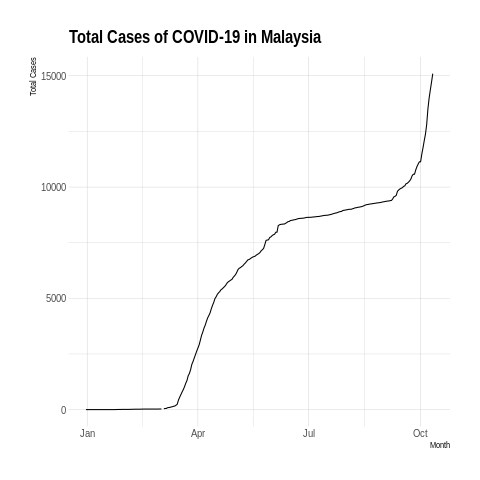 Total Cases of COVID-19 in Malaysia
Total Cases
15000
10000
5000
0
Jan Apr Jul Oct
Month